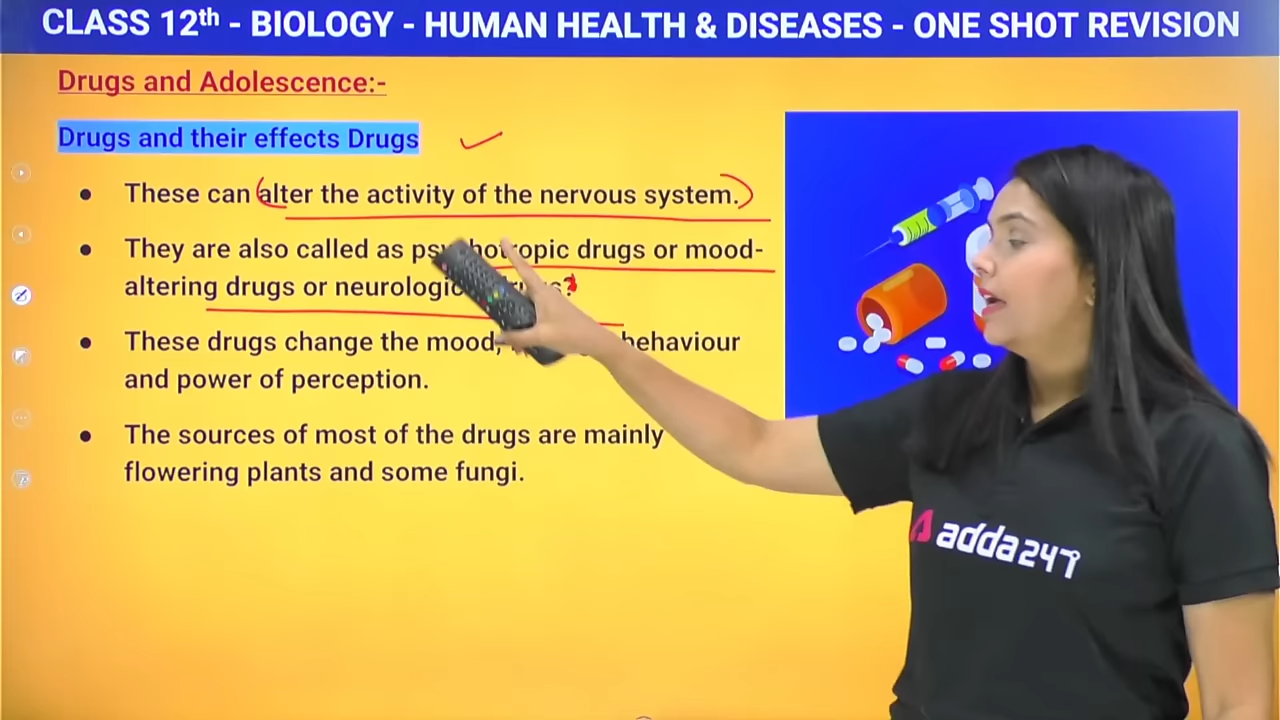 CLASS 12th - BIOLOGY - HUMAN HEALTH & DISEASES - ONE SHOT REVISION
Drugs and Adolescence:-
Drugs and their effects Drugs
● These can alter the activity of the nervous system.
● They are also called as psychotropic drugs or mood-
altering drugs or neurologic
● These drugs change the mood, behaviour
and power of perception.
● The sources of most of the drugs are mainly
flowering plants and some fungi.
adda247